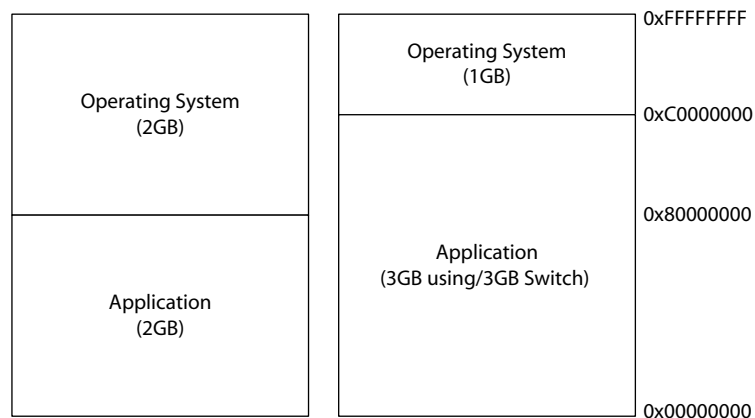 Operating System
(2GB)
Application
(2GB)
Operating System
(1GB)
Application
(3GB using/3GB Switch)
0xFFFFFFFF
0xC0000000
0x80000000
0x00000000